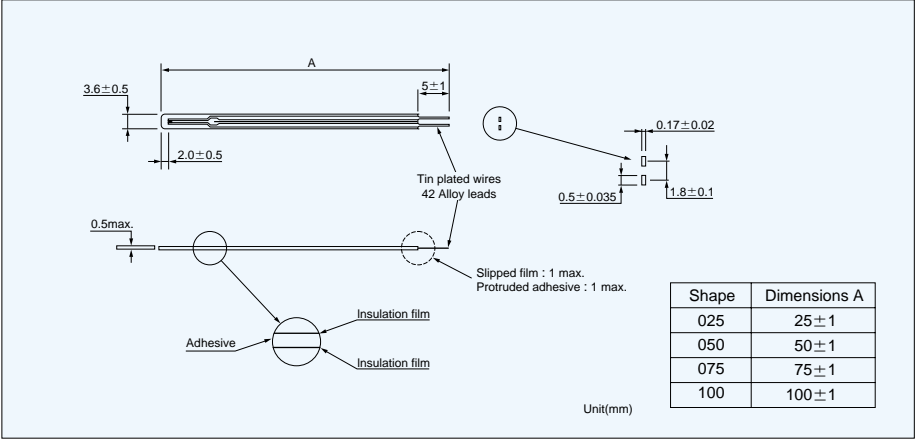 A
3.6±0.5
5±1
0.17±0.02
2.0±0.5
Tin plated wires
42 Alloy leads
0.5±0.035
1.8±0.1
0.5max.
Slipped film : 1 max.
Protruded adhesive : 1 max.
Insulation film
Adhesive
Insulation film
Shape Dimensions A
025 25±1
050 50±1
075 75±1
100 100±1
Unit(mm)